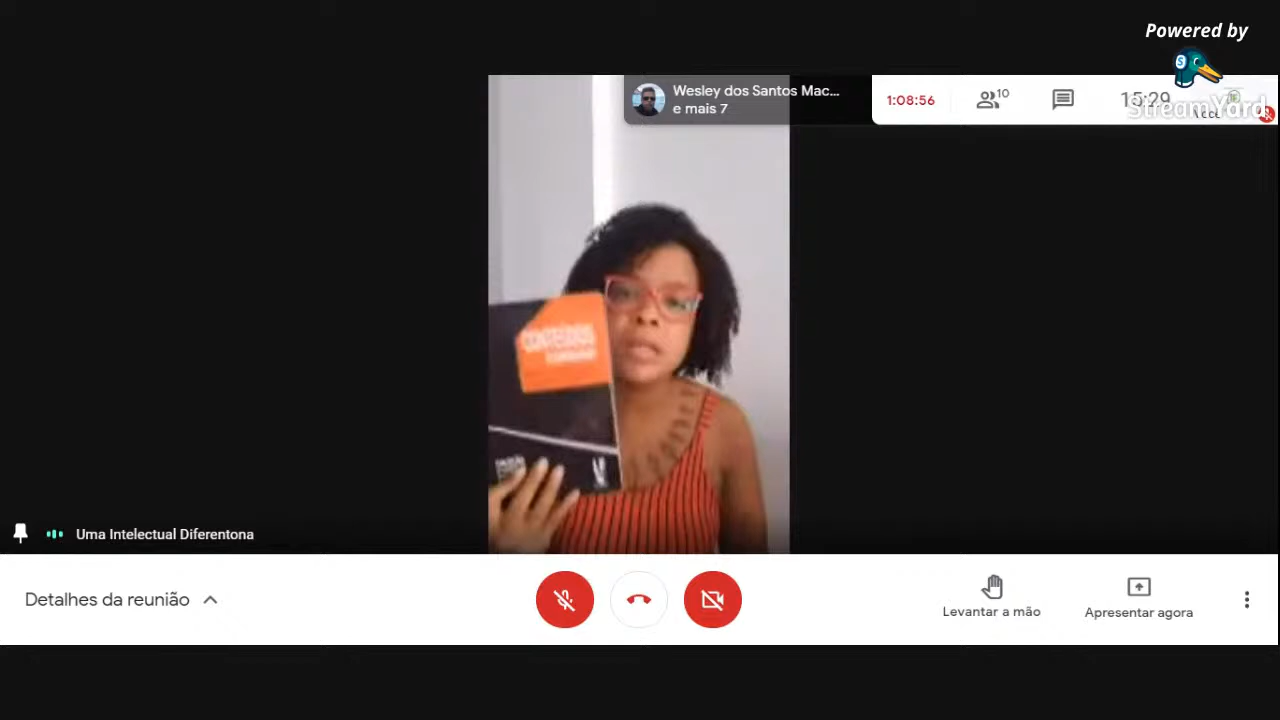 Powered by
StreamYard
Wesley dos Santos Mac...
e mais 7
1:08:56
10
15:29
CONTEÚDOS
Uma Intelectual Diferentona
Detalhes da reunião
Levantar a mão
Apresentar agora